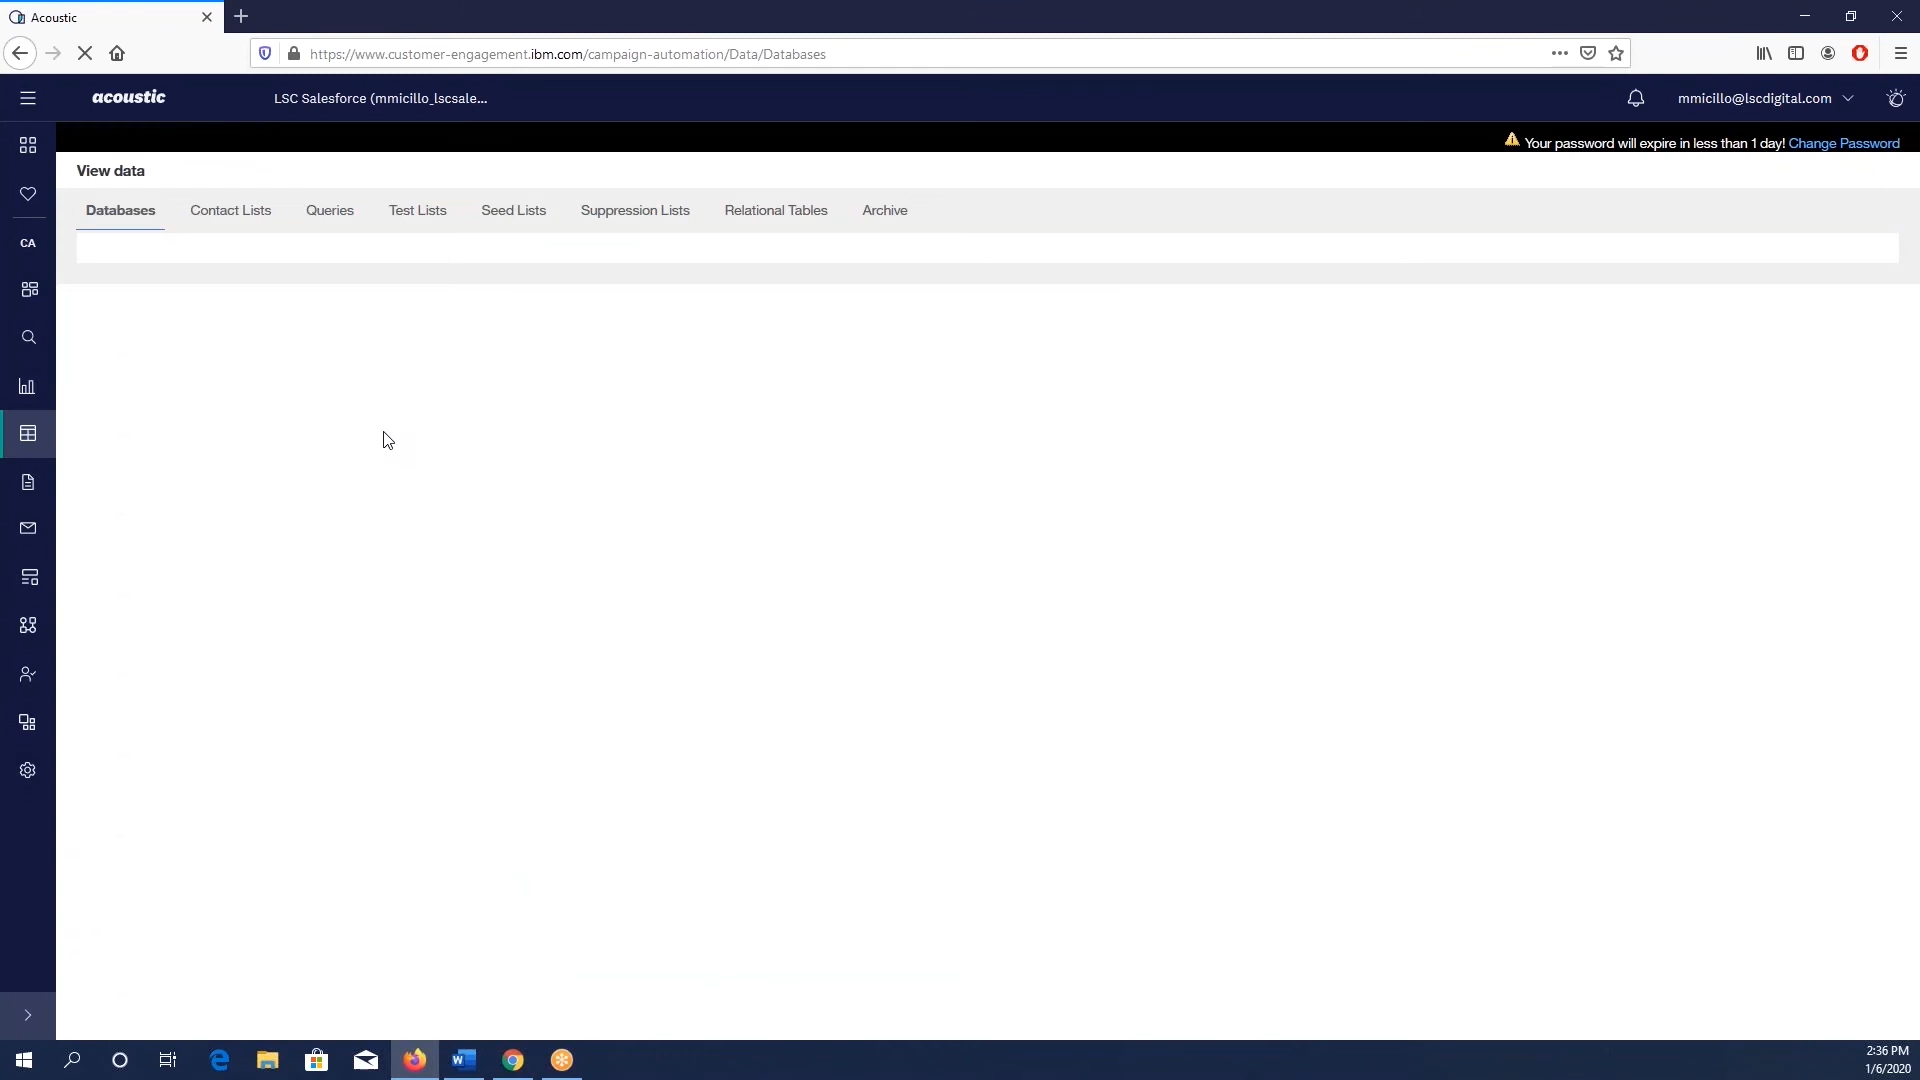 Acoustic
https://www.customer-engagement.ibm.com/campaign-automation/Data/Databases
acoustic
LSC Salesforce (mmicillo_lscsale...
mmicillo@lscdigital.com
Your password will expire in less than 1 day! Change Password
View data
Databases Contact Lists Queries Test Lists Seed Lists Suppression Lists Relational Tables Archive
CA
2:36 PM
1/6/2020